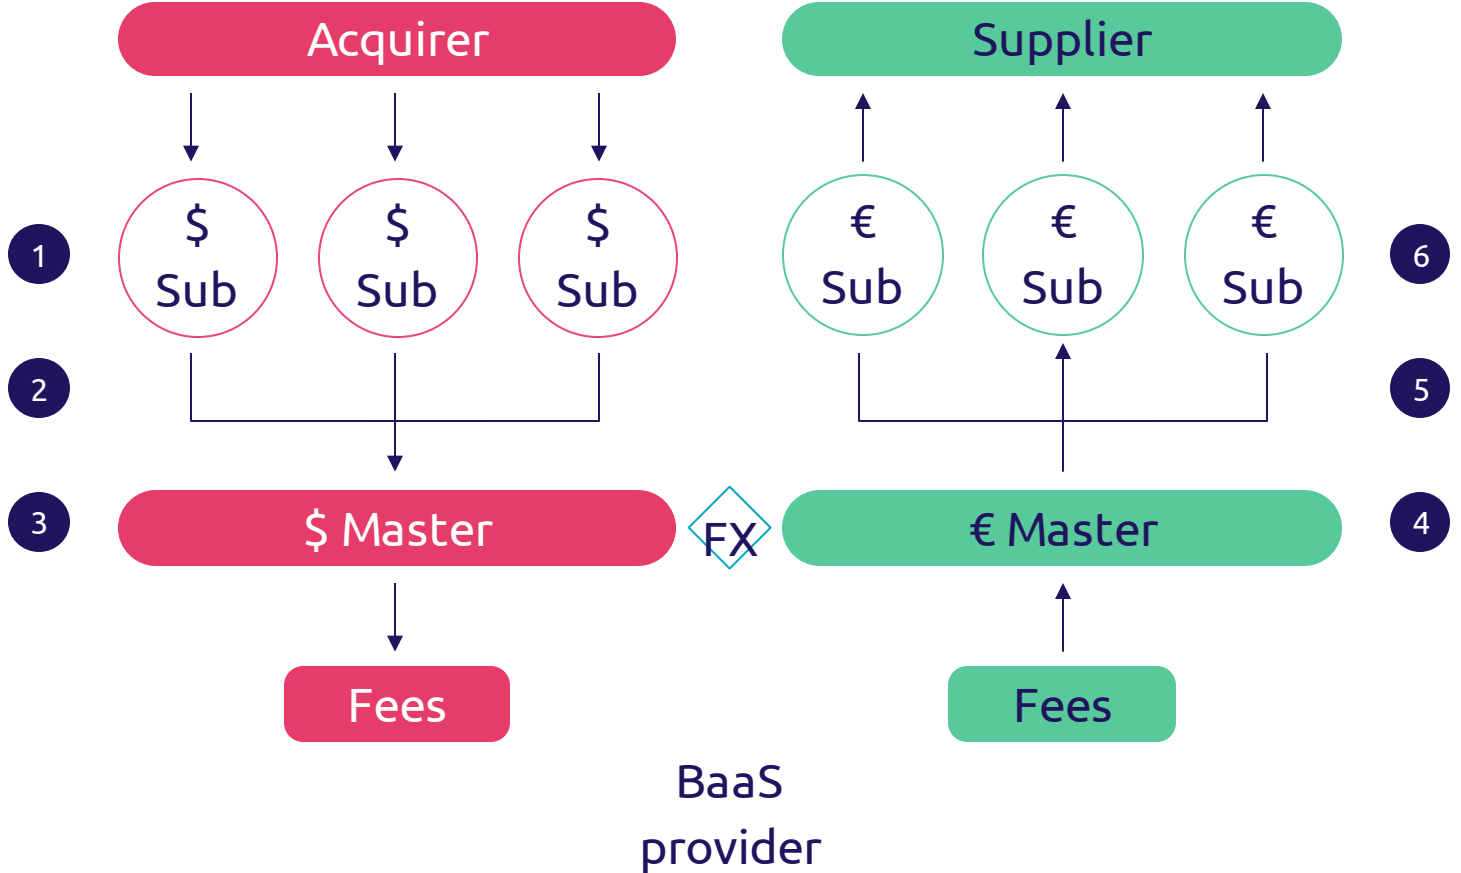 Acquirer
Supplier
$
Sub
$
Sub
$
Sub
€
Sub
€
Sub
€
Sub
1
6
2
5
3
$ Master
FX
€ Master
4
Fees
Fees
BaaS
provider